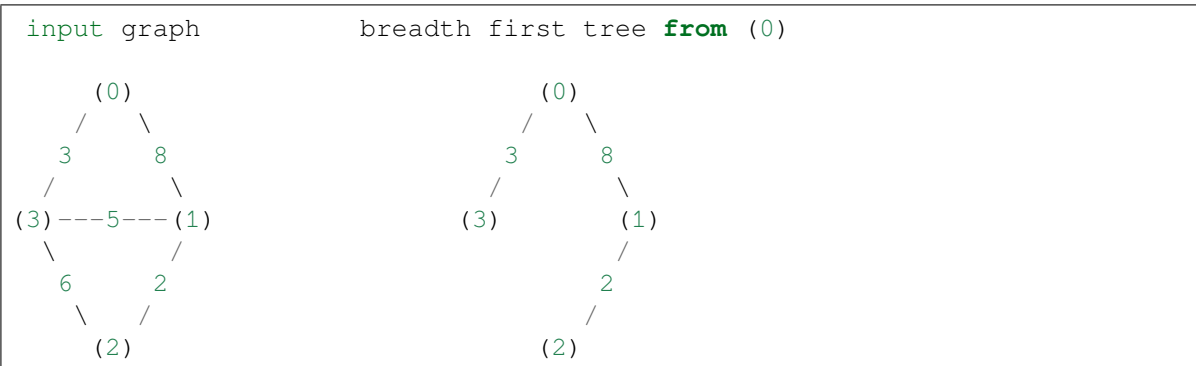 input graph            breadth first tree from (0)
     (0)                         (0)
    /   \                       /   \
   3     8                     3     8
  /       \                   /       \
(3)---5---(1)               (3)       (1)
  \       /                           /
   6     2                           2
    \   /                           /
     (2)                         (2)